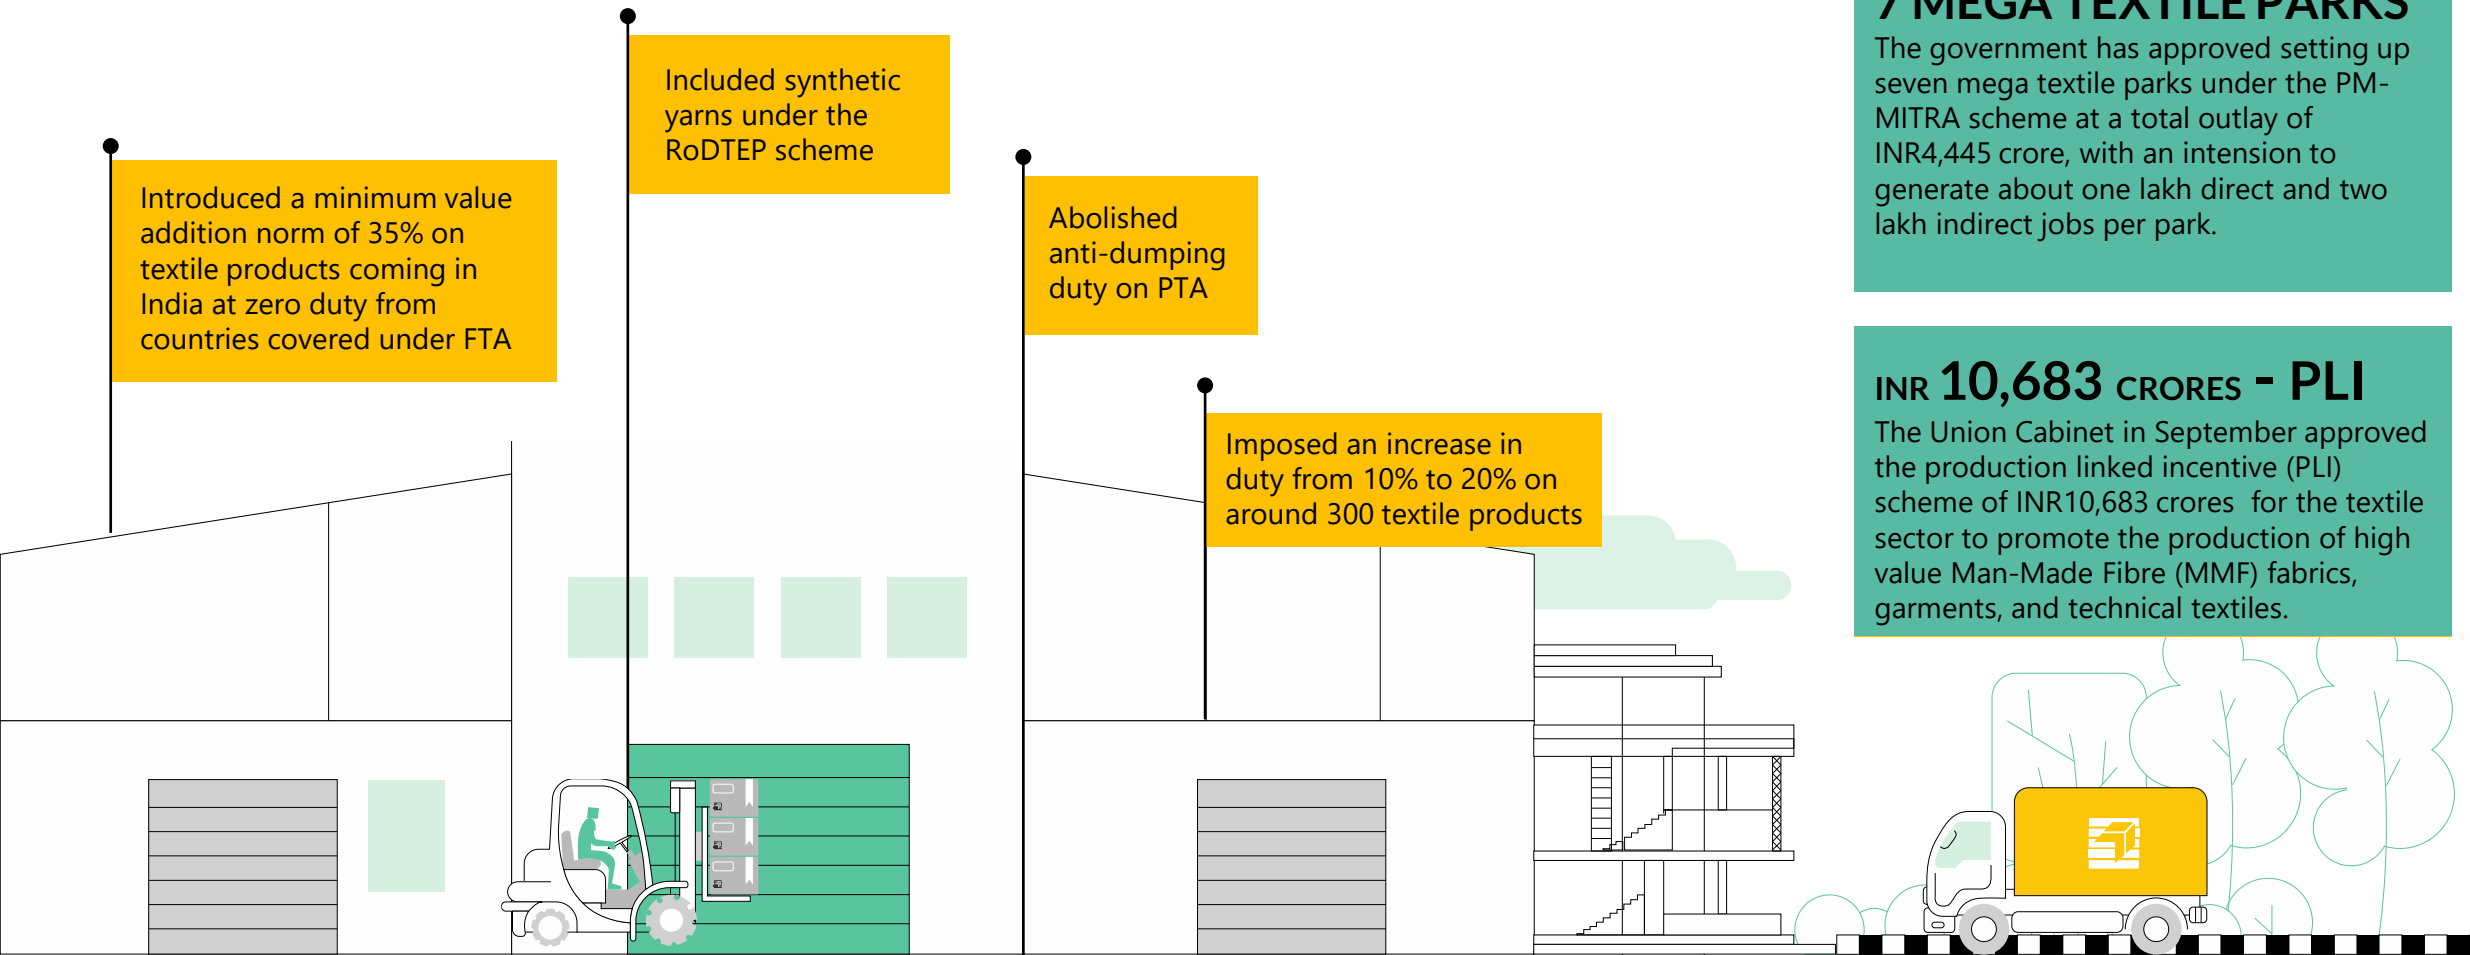 Included synthetic
yarns under the
RoDTEP scheme
Introduced a minimum value
addition norm of 35% on
textile products coming in
India at zero duty from
countries covered under FTA
Abolished
anti-dumping
duty on PTA
Imposed an increase in
duty from 10% to 20% on
around 300 textile products
7 MEGA TEXTILE PARKS
The government has approved setting up
seven mega textile parks under the PM-
MITRA scheme at a total outlay of
INR4,445 crore, with an intension to
generate about one lakh direct and two
lakh indirect jobs per park.
INR 10,683 CRORES - PLI
The Union Cabinet in September approved
the production linked incentive (PLI)
scheme of INR10,683 crores for the textile
sector to promote the production of high
value Man-Made Fibre (MMF) fabrics,
garments, and technical textiles.